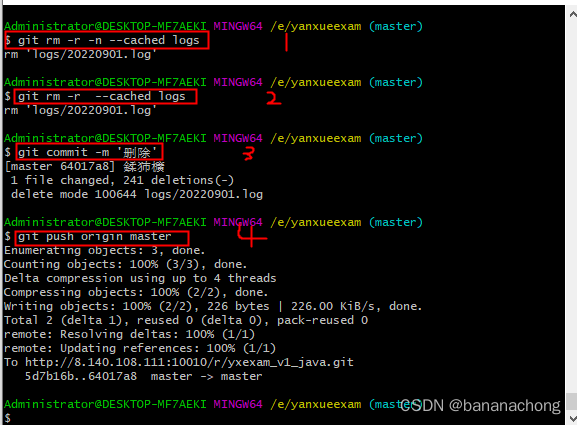 Administrator@DESKTOP-MF7AEKI MINGW64 /e/yanxueexam (master)
$ git rm -r -n --cached logs
1
rm 'logs/20220901.log'
Administrator@DESKTOP-MF7AEKI MINGW64 /e/yanxueexam (master)
$ git rm -r  --cached logs
2
rm 'logs/20220901.log'
Administrator@DESKTOP-MF7AEKI MINGW64 /e/yanxueexam (master)
$ git commit -m '删除'
3
[master 64017a8]
 1 file changed, 241 deletions(-)
 delete mode 100644 logs/20220901.log
Administrator@DESKTOP-MF7AEKI MINGW64 /e/yanxueexam (master)
$ git push origin master
4
Enumerating objects: 3, done.
Counting objects: 100% (3/3), done.
Delta compression using up to 4 threads
Compressing objects: 100% (2/2), done.
Writing objects: 100% (2/2), 226 bytes | 226.00 KiB/s, done.
Total 2 (delta 1), reused 0 (delta 0), pack-reused 0
remote: Resolving deltas: 100% (1/1)
remote: Updating references: 100% (1/1)
To http://8.140.108.111:10010/r/yxexam_v1_java.git
   5d7b16b..64017a8  master -> master
Administrator@DESKTOP-MF7AEKI MINGW64 /e/yanxueexam (master)
$
CSDN @bananachong